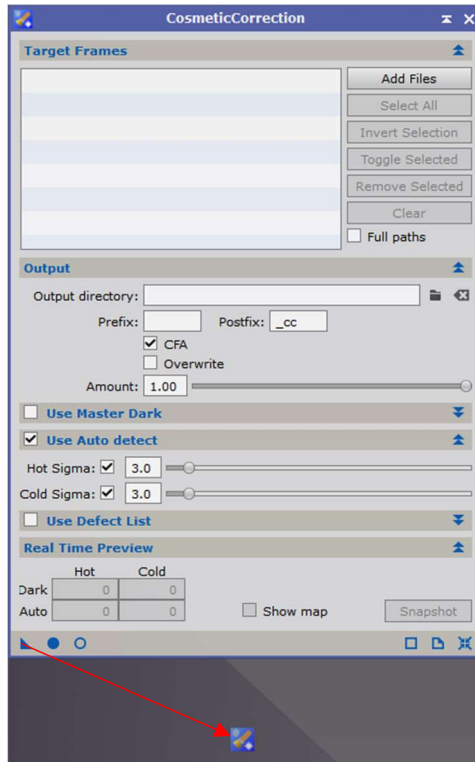 CosmeticCorrection
Target Frames
Add Files
Select All
Invert Selection
Toggle Selected
Remove Selected
Clear
Full paths
Output
Output directory:
Prefix: Postfix: _cc
CFA
Overwrite
Amount: 1.00
Use Master Dark
Use Auto detect
Hot Sigma: 3.0
Cold Sigma: 3.0
Use Defect List
Real Time Preview
Hot Cold
Dark 0 0
Auto 0 0 Show map Snapshot